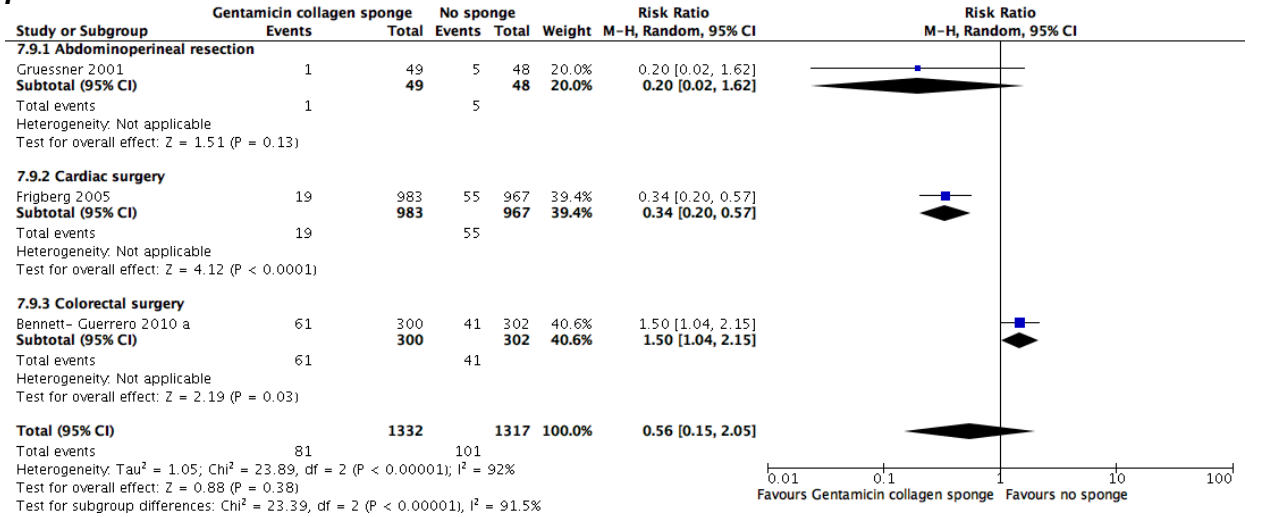 Gentamicin collagen sponge No sponge Risk Ratio Risk Ratio
Study or Subgroup Events Total Events Total Weight M-H, Random, 95% CI M-H, Random, 95% CI
7.9.1 Abdominoperineal resection
Gruessner 2001 1 49 5 48 20.0% 0.20 [0.02, 1.62]
Subtotal (95% CI) 49 48 20.0% 0.20 [0.02, 1.62]
Total events 1 5
Heterogeneity: Not applicable
Test for overall effect: Z = 1.51 (P = 0.13)
7.9.2 Cardiac surgery
Frigberg 2005 19 983 55 967 39.4% 0.34 [0.20, 0.57]
Subtotal (95% CI) 983 967 39.4% 0.34 [0.20, 0.57]
Total events 19 55
Heterogeneity: Not applicable
Test for overall effect: Z = 4.12 (P < 0.0001)
7.9.3 Colorectal surgery
Bennett- Guerrero 2010 a 61 300 41 302 40.6% 1.50 [1.04, 2.15]
Subtotal (95% CI) 300 302 40.6% 1.50 [1.04, 2.15]
Total events 61 41
Heterogeneity: Not applicable
Test for overall effect: Z = 2.19 (P = 0.03)
Total (95% CI) 1332 1317 100.0% 0.56 [0.15, 2.05]
Total events 81 101
Heterogeneity: Tau² = 1.05; Chi² = 23.89, df = 2 (P < 0.00001); I² = 92%
Test for overall effect: Z = 0.88 (P = 0.38)
Test for subgroup differences: Chi² = 23.39, df = 2 (P < 0.00001), I² = 91.5%
0.01 0.1 1 10 100
Favours Gentamicin collagen sponge Favours no sponge